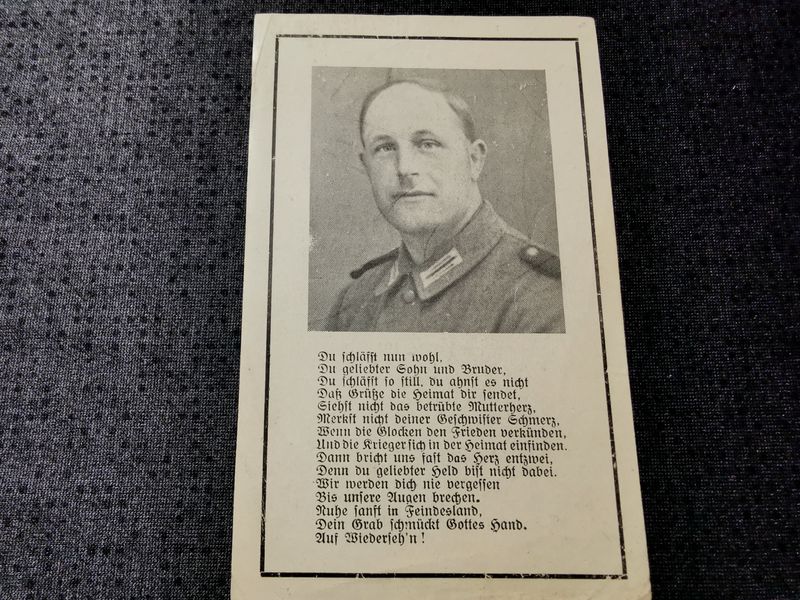 Du schläfst nun wohl,
Du geliebter Sohn und Bruder,
Du schläfst so still, du ahnst es nicht
Daß Grüße die Heimat dir sendet,
Siehst nicht das betrübte Mutterherz,
Merkst nicht deiner Geschwister Schmerz,
Wenn die Glocken den Frieden verkünden,
Und die Krieger sich in der Heimat einfinden.
Dann bricht uns fast das Herz entzwei,
Denn du geliebter Held bist nicht dabei.
Wir werden dich nie vergessen
Bis unsere Augen brechen.
Ruhe sanft in Feindesland,
Dein Grab schmückt Gottes Hand.
Auf Wiederseh'n!